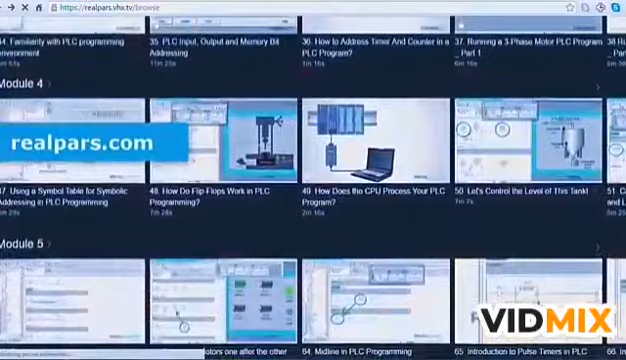 https://realpars.vhx.tv/browse
34. Familiarity with PLC programming
environment
35. PLC Input, Output and Memory Bit
Addressing
11m 25s
36. How to Address Timer And Counter in a
PLC Program?
1m 16s
37. Running a 3-Phase Motor PLC Program
_ Part 1
6m 16s
Module 4
realpars.com
47. Using a Symbol Table for Symbolic
Addressing in PLC Programming
48. How Do Flip-Flops Work in PLC
Programming?
7m 28s
49. How Does the CPU Process Your PLC
Program?
2m 16s
50. Let's Control the Level of This Tank!
7m 7s
Module 5
motors one after the other
64. Midline in PLC Programming
65. Introduction to Pulse Timers in PLC
VIDMIX